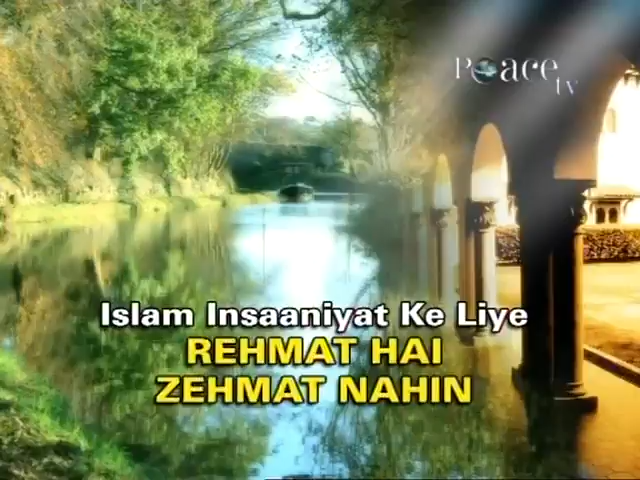 Peace
tv
Islam Insaaniyat Ke Liye
REHMAT HAI
ZEHMAT NAHIN